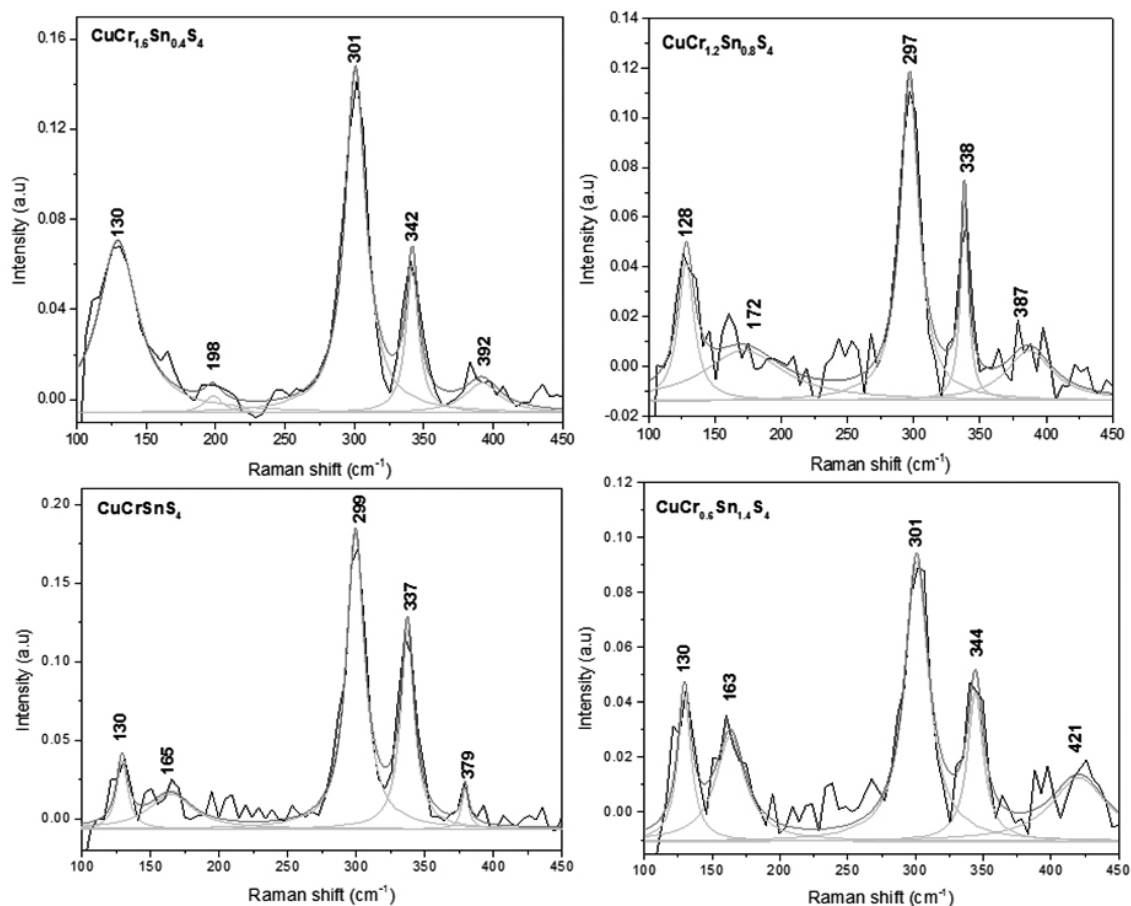 CuCr1.6Sn0.4S4
Intensity (a.u)
0.16
0.12
0.08
0.04
0.00
130
198
301
342
392
100 150 200 250 300 350 400 450
Raman shift (cm-1)
CuCr1.2Sn0.8S4
Intensity (a.u)
0.14
0.12
0.10
0.08
0.06
0.04
0.02
0.00
-0.02
128
172
297
338
387
100 150 200 250 300 350 400 450
Raman shift (cm-1)
CuCrSnS4
Intensity (a.u)
0.20
0.15
0.10
0.05
0.00
130
165
299
337
379
100 150 200 250 300 350 400 450
Raman shift (cm-1)
CuCr0.6Sn1.4S4
Intensity (a.u)
0.12
0.10
0.08
0.06
0.04
0.02
0.00
130
163
301
344
421
100 150 200 250 300 350 400 450
Raman shift (cm-1)